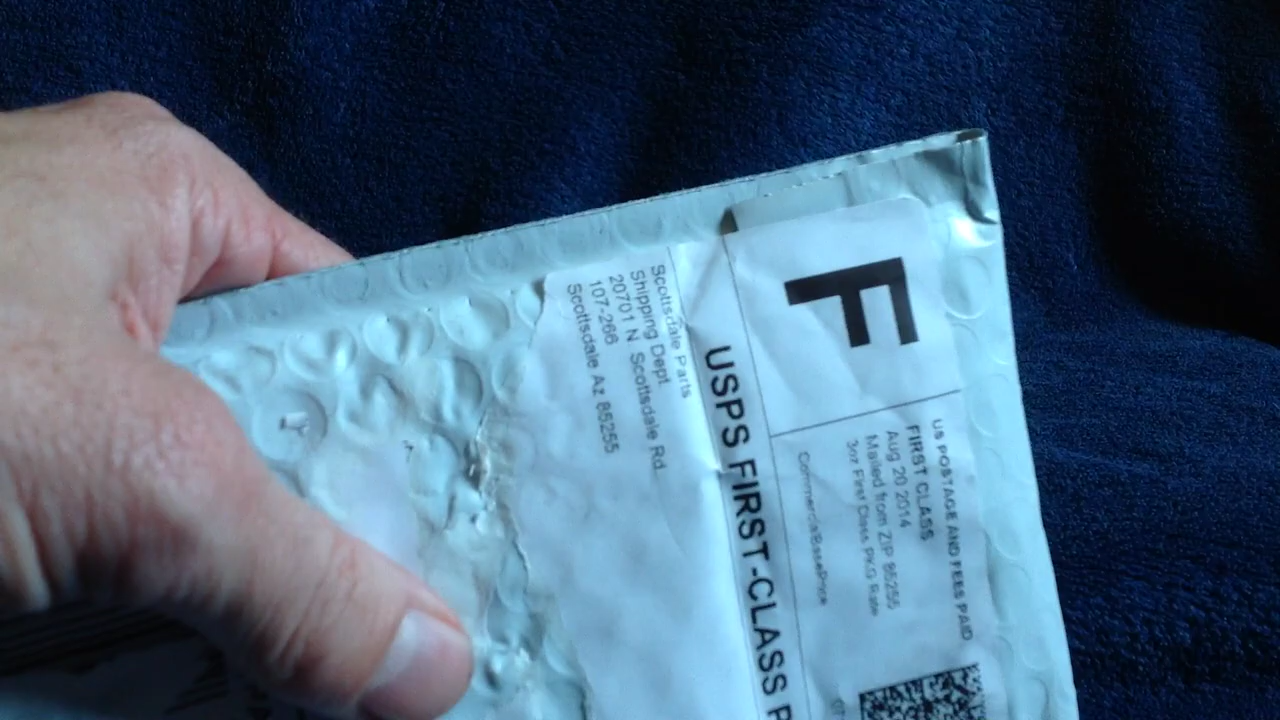 F
US POSTAGE AND FEES PAID
FIRST CLASS
Aug 20 2014
Mailed from ZIP 85255
3oz First Class PKG Rate
CommercialBasePrice
USPS FIRST-CLASS P
Scottsdale Parts
Shipping Dept.
20701 N Scottsdale Rd
107-266
Scottsdale Az 85255